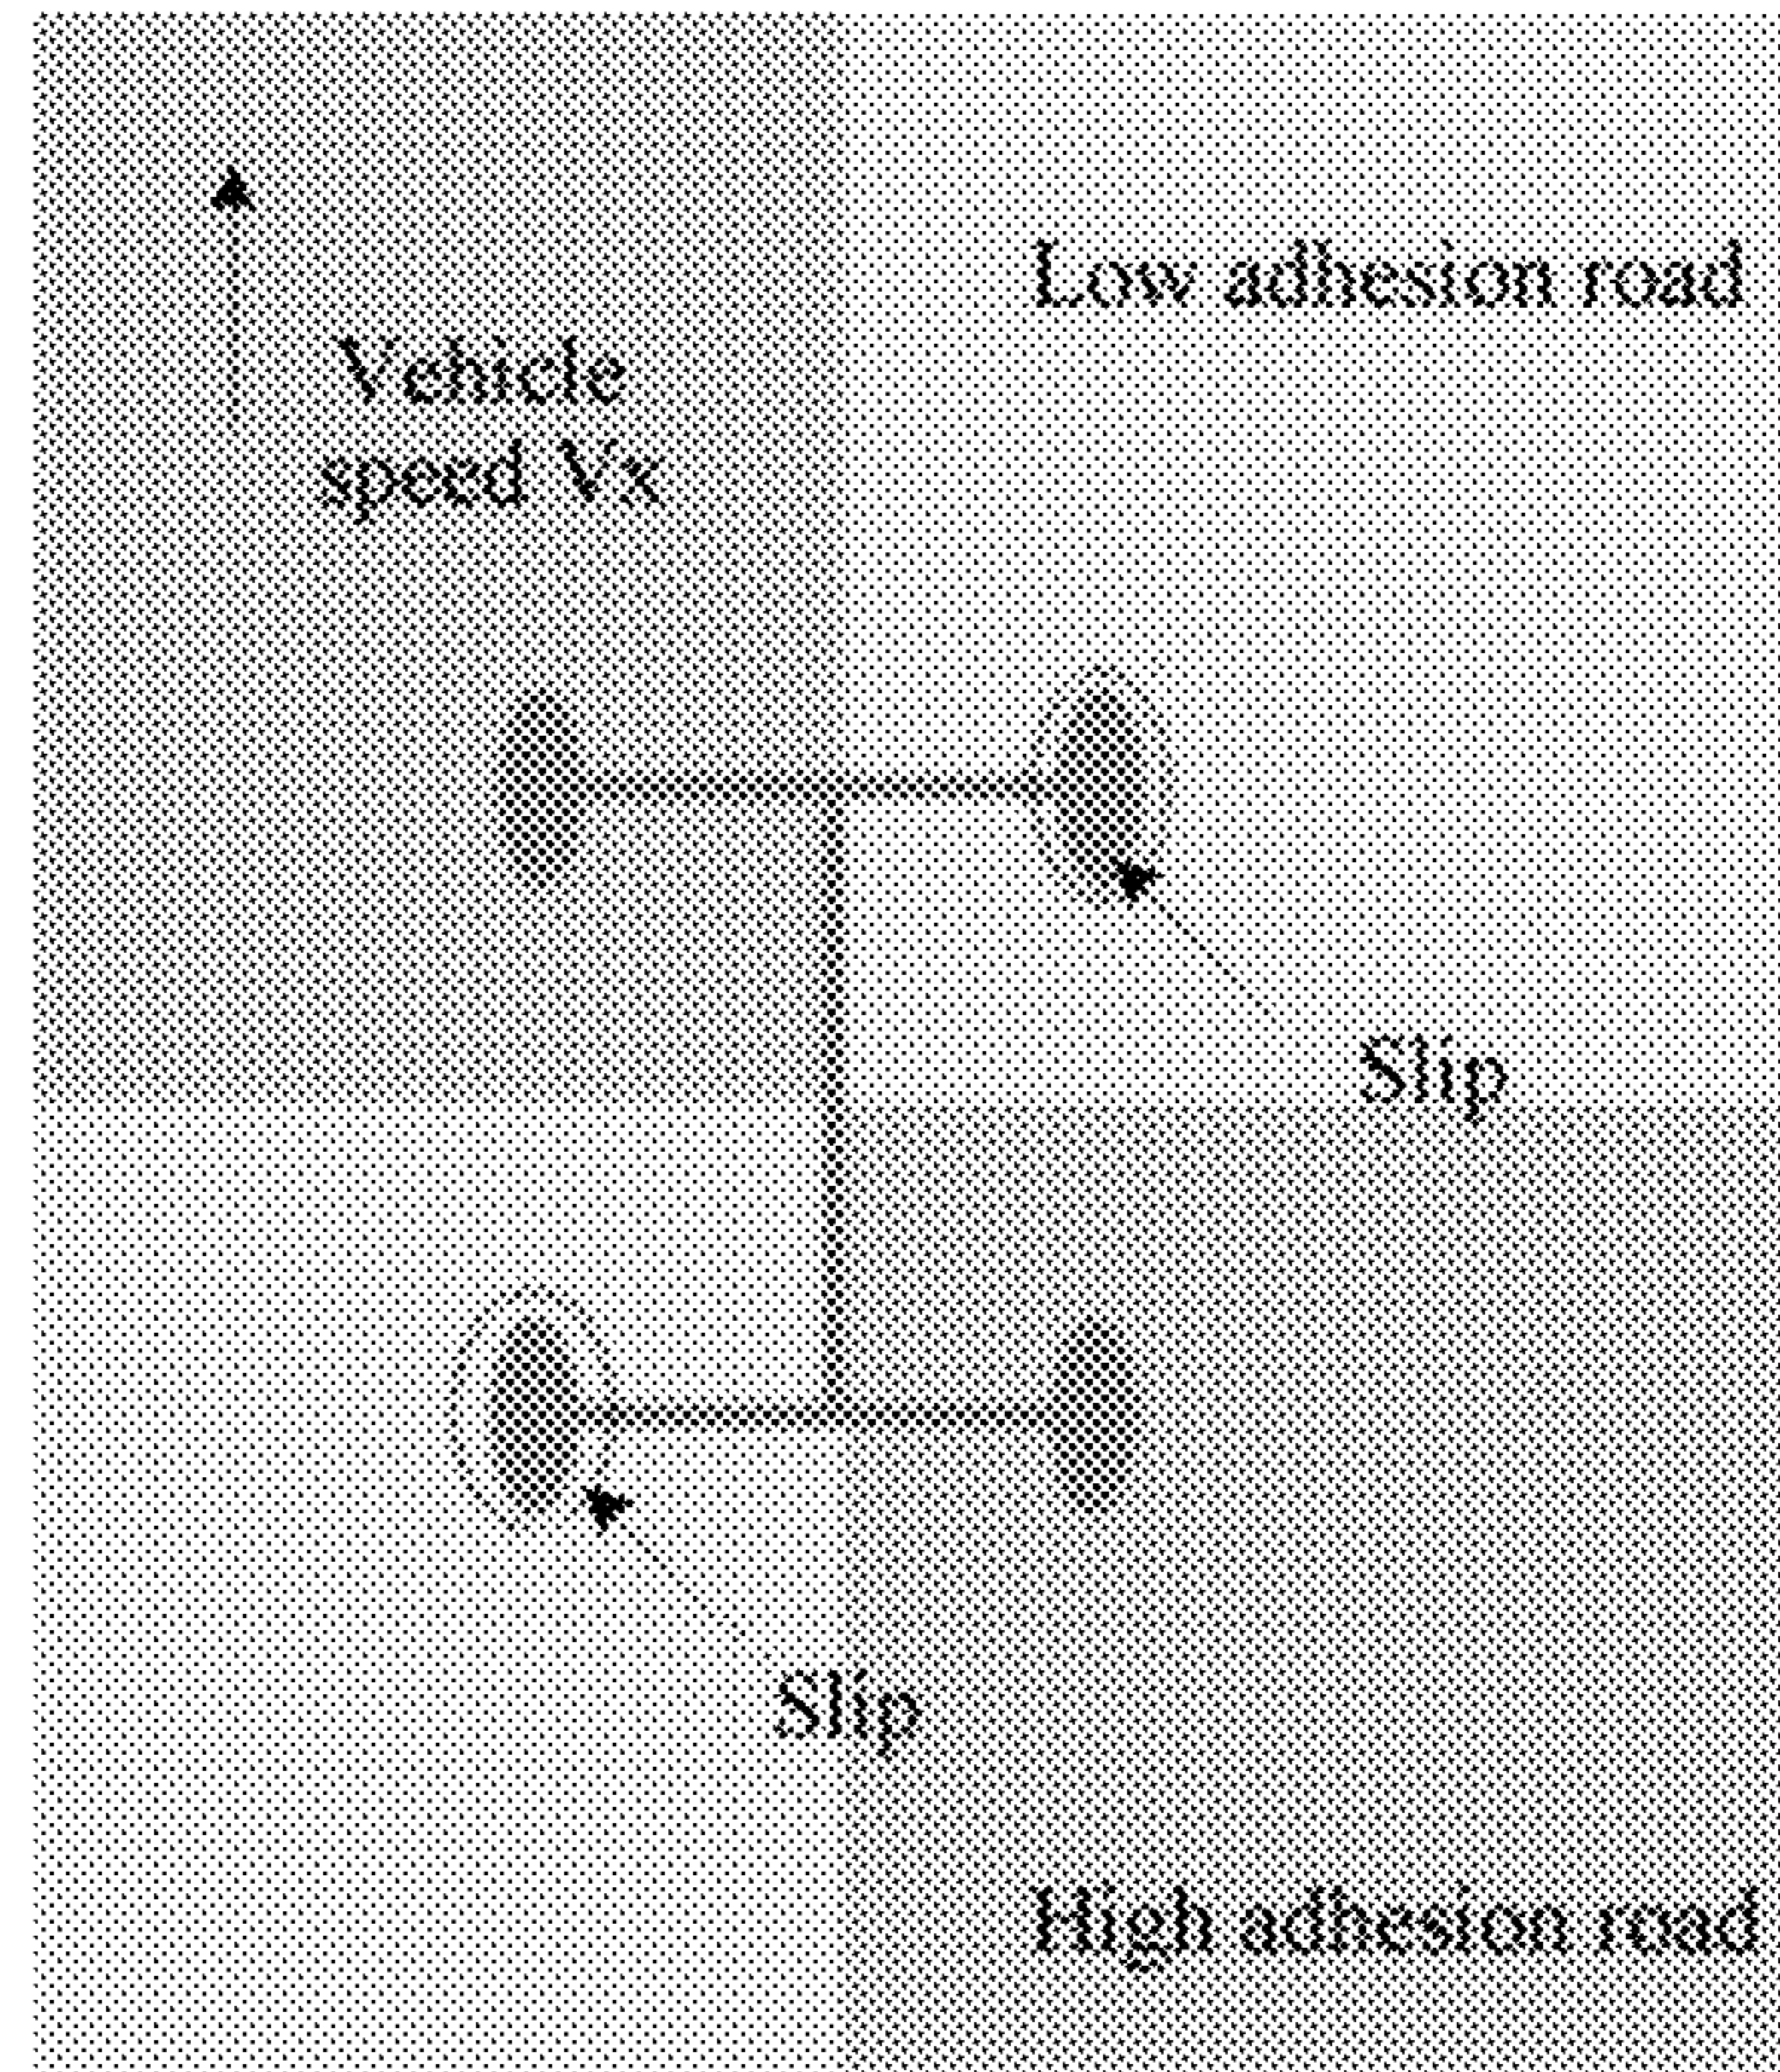 Low adhesion road
Vehicle
speed Vx
Slip
Slip
High adhesion road